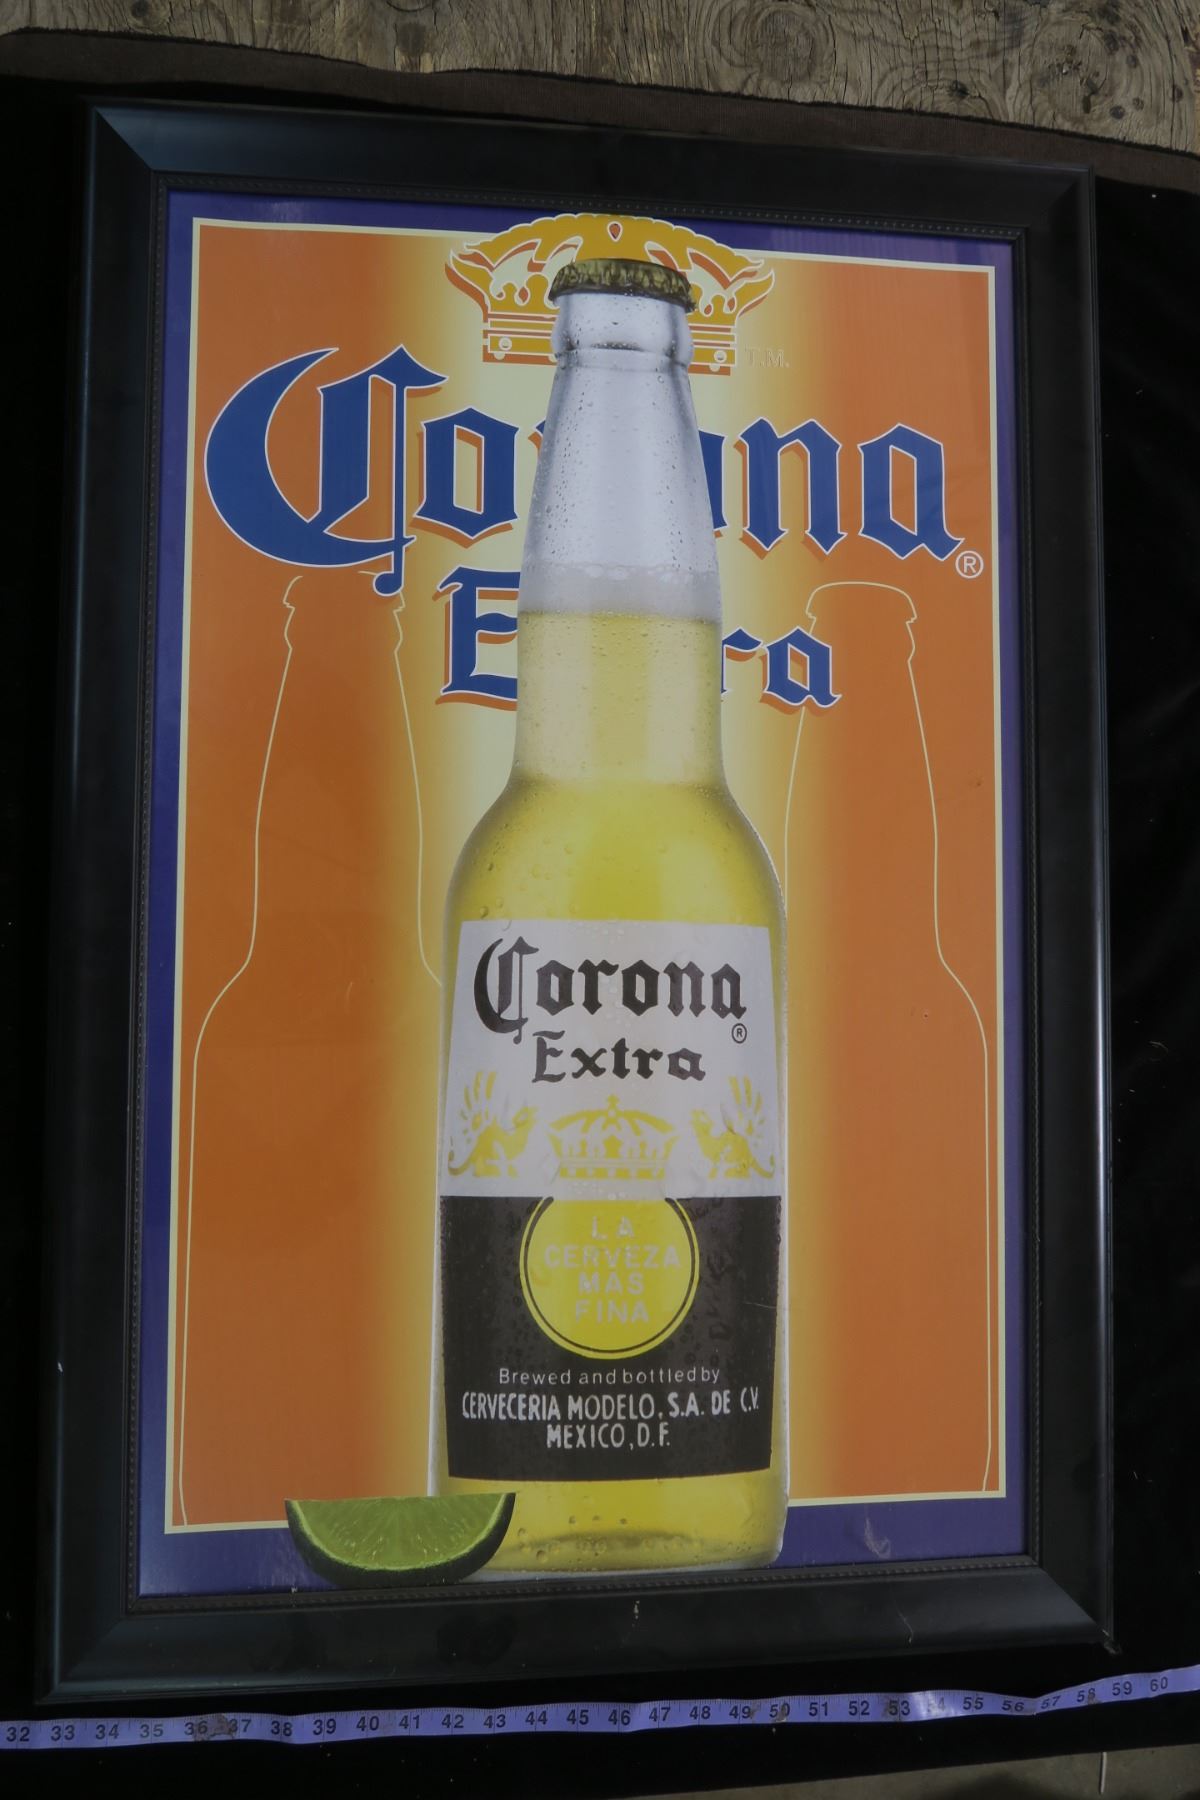 T.M.
Corona®
Extra
Corona
Extra®
LA
CERVEZA
MAS
FINA
Brewed and bottled by
CERVECERIA MODELO, S.A. DE C.V.
MEXICO, D.F.
32 33 34 35 36 37 38 39 40 41 42 43 44 45 46 47 48 49 50 51 52 53 54 55 56 57 58 59 60